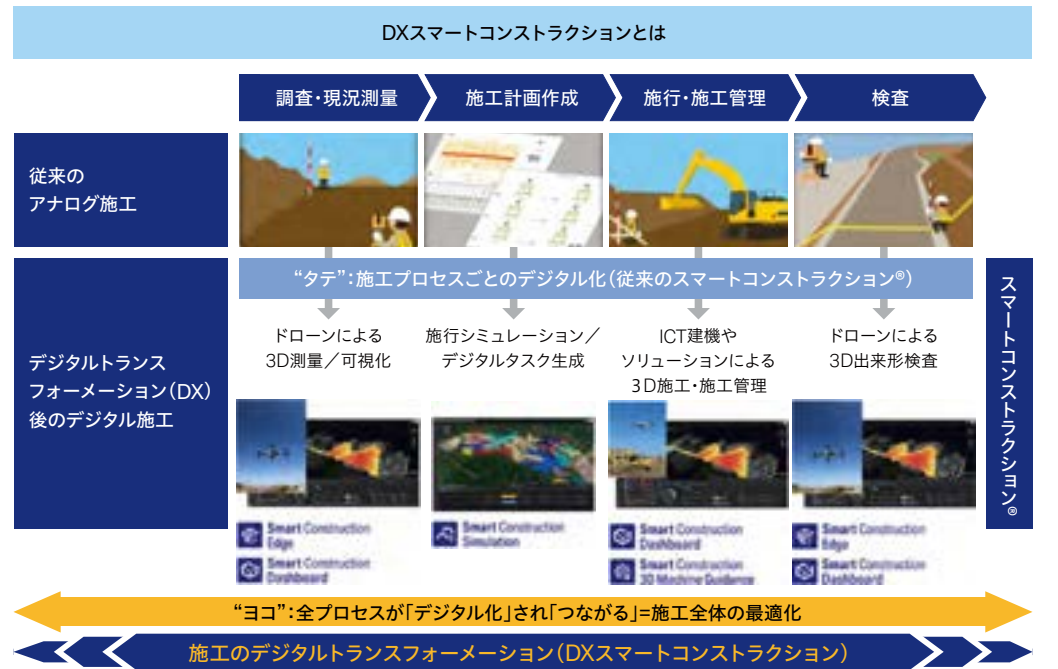 DXスマートコンストラクションとは
調査・現況測量
施工計画作成
施行・施工管理
検査
従来の
アナログ施工
“タテ”:施工プロセスごとのデジタル化(従来のスマートコンストラクション®)
デジタルトランス
フォーメーション(DX)
後のデジタル施工
ドローンによる
3D測量/可視化
施行シミュレーション/
デジタルタスク生成
ICT建機や
ソリューションによる
3D施工・施工管理
ドローンによる
3D出来形検査
Smart Construction
Edge
Smart Construction
Dashboard
Smart Construction
Simulation
Smart Construction
Dashboard
Smart Construction
3D Machine Guidance
Smart Construction
Edge
Smart Construction
Dashboard
スマートコンストラクション®
“ヨコ”:全プロセスが「デジタル化」され「つながる」=施工全体の最適化
施工のデジタルトランスフォーメーション(DXスマートコンストラクション)